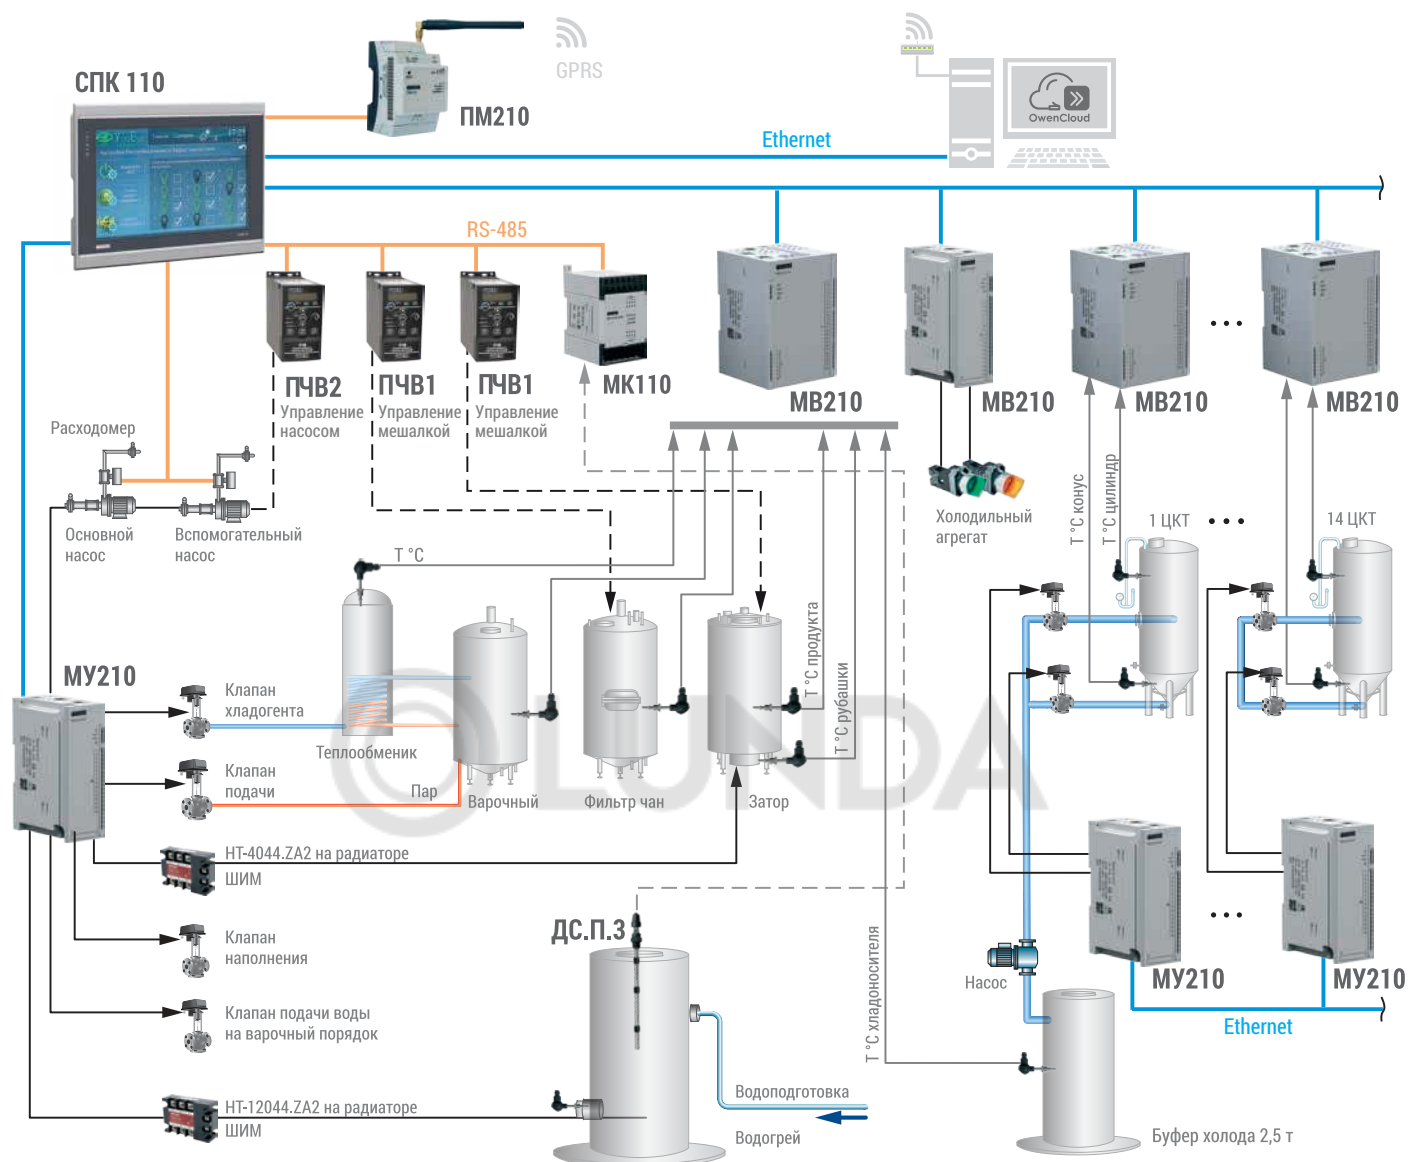 GPRS
СПК 110
ПМ210
OwenCloud
Ethernet
RS-485
ПЧВ2
Управление
насосом
ПЧВ1
Управление
мешалкой
ПЧВ1
Управление
мешалкой
МК110
МВ210
МВ210
МВ210
МВ210
Расходомер
Основной
насос
Вспомогательный
насос
Холодильный
агрегат
T °C конус
T °C цилиндр
1 ЦКТ
14 ЦКТ
T °C
МУ210
Клапан
хладогента
Теплообменик
Клапан
подачи
Пар
Варочный
Фильтр чан
Затор
T °C продукта
T °C рубашки
LUNDA
НТ-4044.ZA2 на радиаторе
ШИМ
Клапан
наполнения
ДС.П.3
T °C хладоносителя
Насос
МУ210
МУ210
Ethernet
Клапан подачи воды
на варочный порядок
НТ-12044.ZA2 на радиаторе
ШИМ
Водоподготовка
Водогрей
Буфер холода 2,5 т